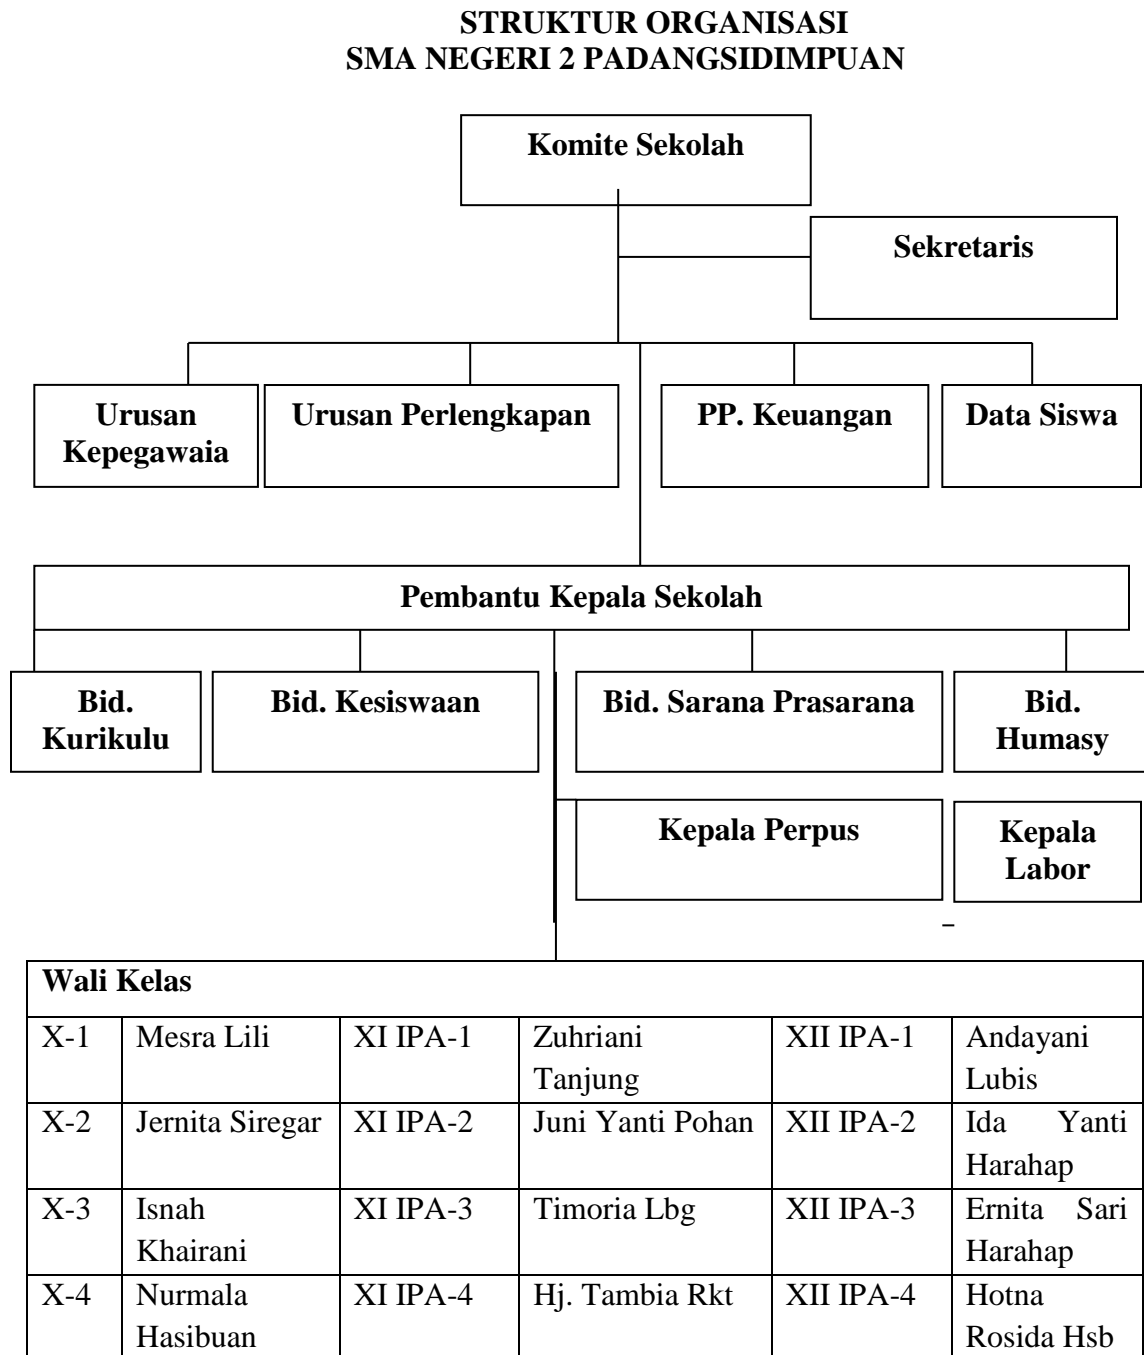 STRUKTUR ORGANISASI
SMA NEGERI 2 PADANGSIDIMPUAN
Komite Sekolah
Sekretaris
Urusan
Kepegawaia
Urusan Perlengkapan
PP. Keuangan
Data Siswa
Pembantu Kepala Sekolah
Bid.
Kurikulu
Bid. Kesiswaan
Bid. Sarana Prasarana
Bid.
Humasy
Kepala Perpus
Kepala
Labor
Wali Kelas
X-1 Mesra Lili XI IPA-1 Zuhriani Tanjung XII IPA-1 Andayani Lubis
X-2 Jernita Siregar XI IPA-2 Juni Yanti Pohan XII IPA-2 Ida Yanti Harahap
X-3 Isnah Khairani XI IPA-3 Timoria Lbg XII IPA-3 Ernita Sari Harahap
X-4 Nurmala Hasibuan XI IPA-4 Hj. Tambia Rkt XII IPA-4 Hotna Rosida Hsb